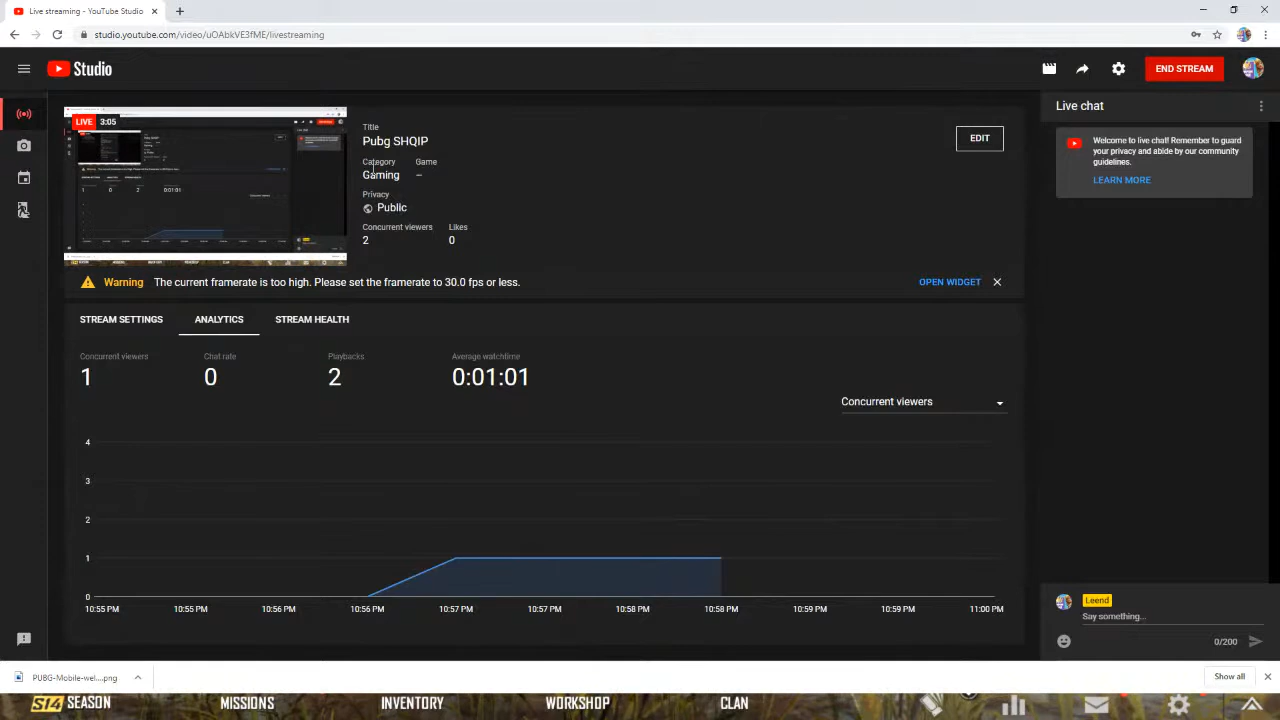 Live streaming - YouTube Studio
studio.youtube.com/video/uOAbkVE3fME/livestreaming
Studio
END STREAM
LIVE 3:05
Title
Pubg SHQIP
EDIT
Category Game
Gaming –
Privacy
Public
Concurrent viewers Likes
2 0
Warning The current framerate is too high. Please set the framerate to 30.0 fps or less.
OPEN WIDGET
STREAM SETTINGS ANALYTICS STREAM HEALTH
Concurrent viewers Chat rate Playbacks Average watchtime
1 0 2 0:01:01
Concurrent viewers
4
3
2
1
0
10:55 PM 10:55 PM 10:56 PM 10:56 PM 10:57 PM 10:57 PM 10:58 PM 10:58 PM 10:59 PM 10:59 PM 11:00 PM
Live chat
Welcome to live chat! Remember to guard
your privacy and abide by our community
guidelines.
LEARN MORE
Leend
Say something...
0/200
PUBG-Mobile-wel....png
Show all
S14 SEASON MISSIONS INVENTORY WORKSHOP CLAN